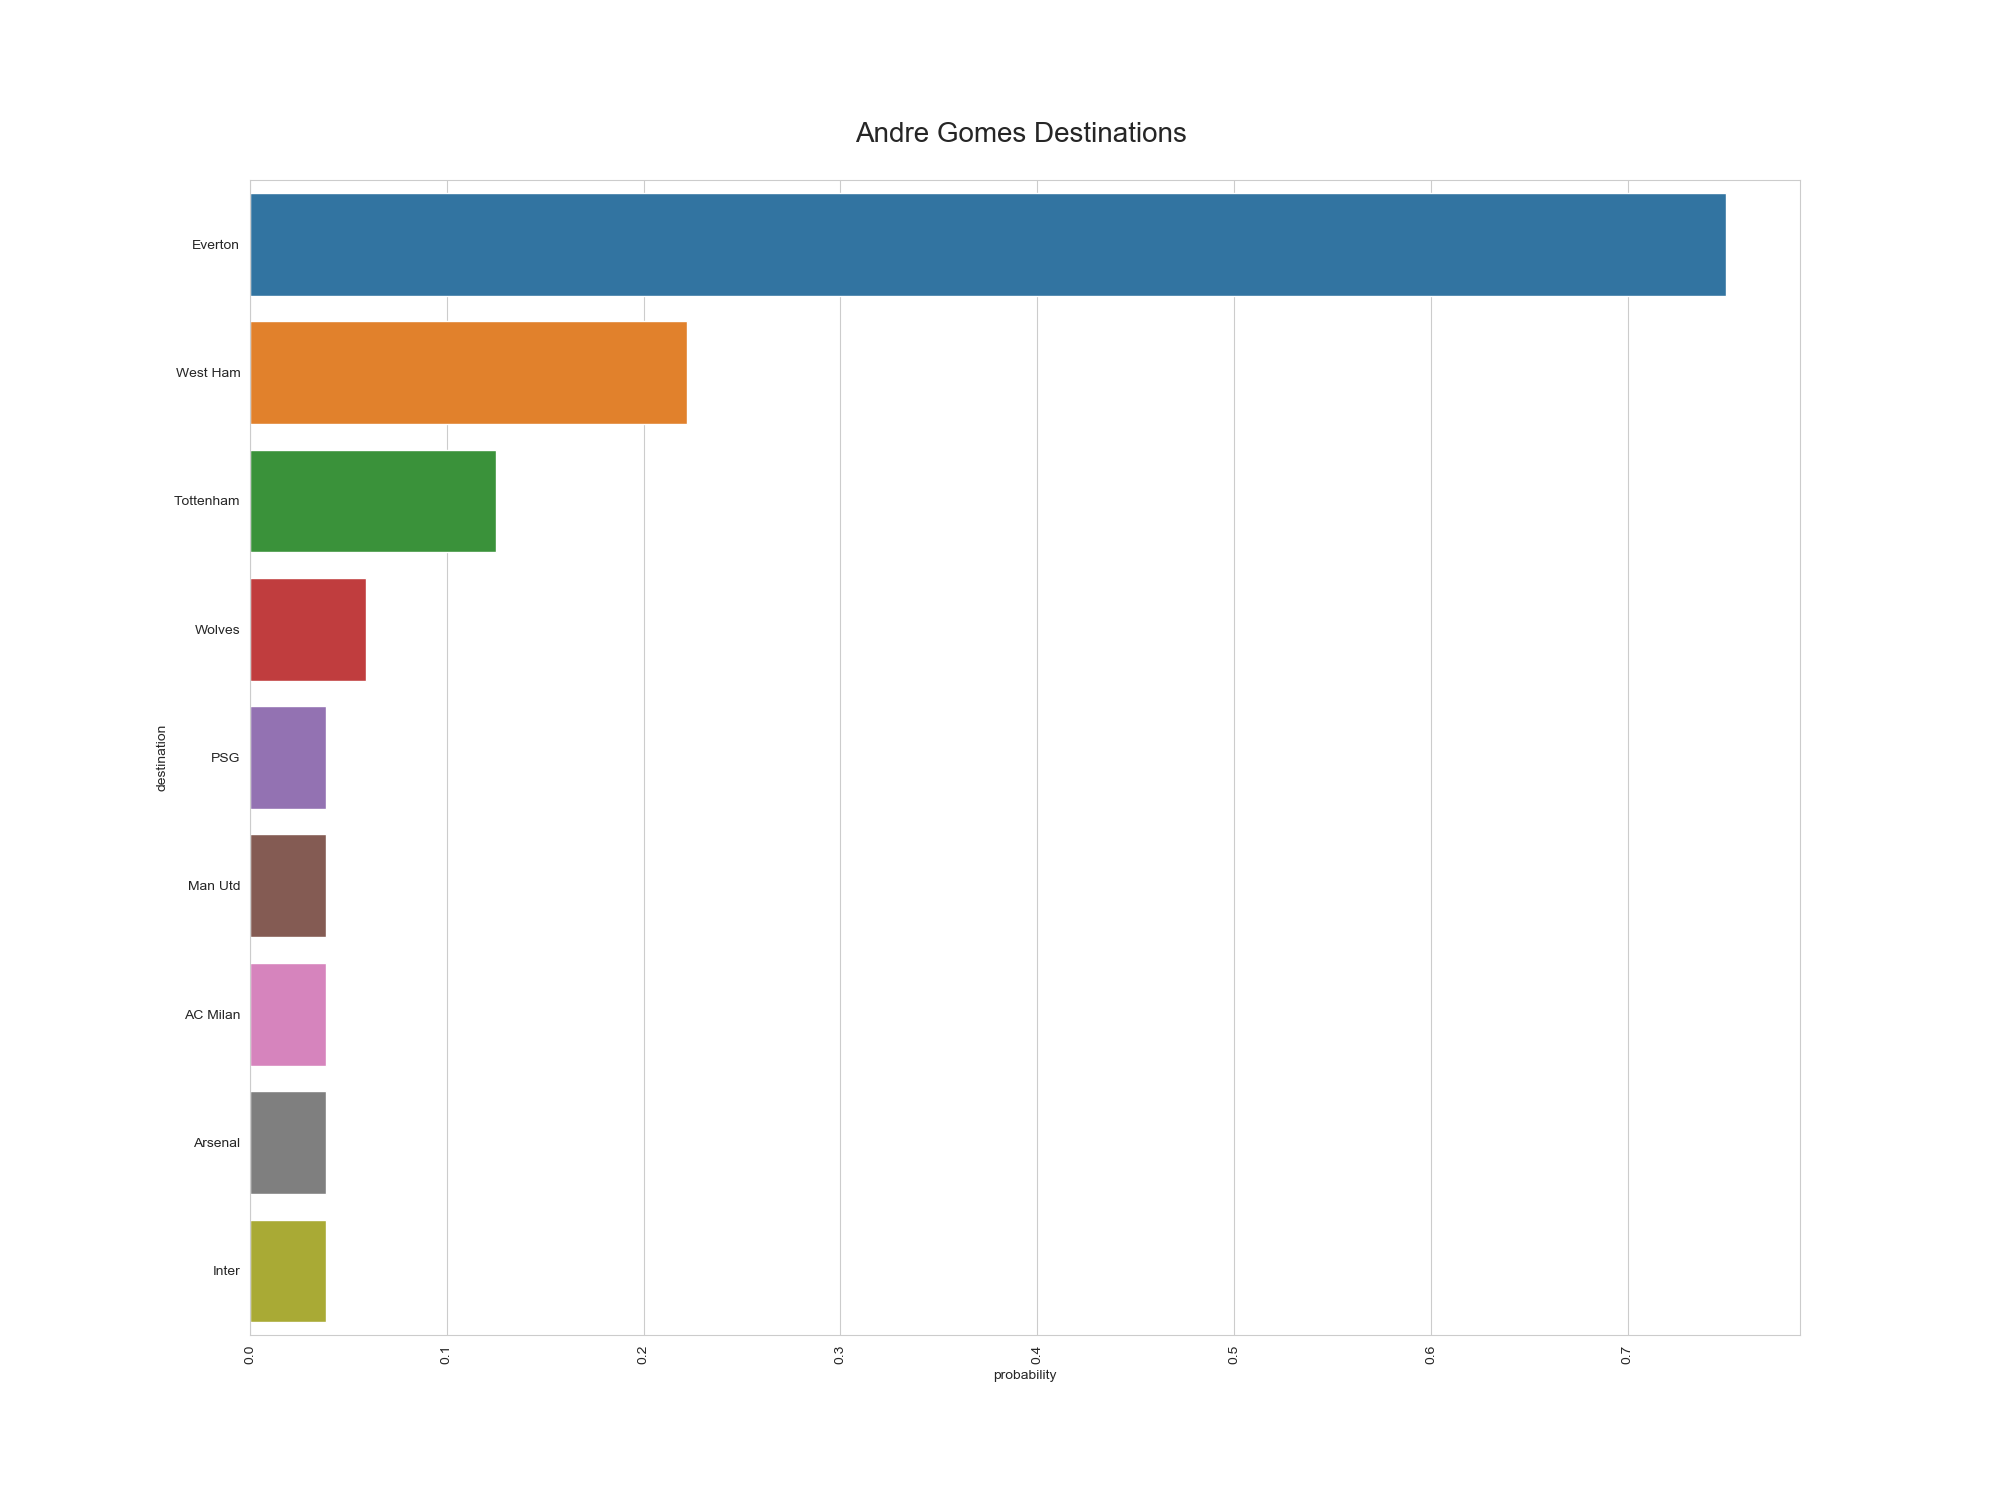 Andre Gomes Destinations
Everton
West Ham
Tottenham
Wolves
PSG
Man Utd
AC Milan
Arsenal
Inter
destination
0.0
0.1
0.2
0.3
0.4
0.5
0.6
0.7
probability